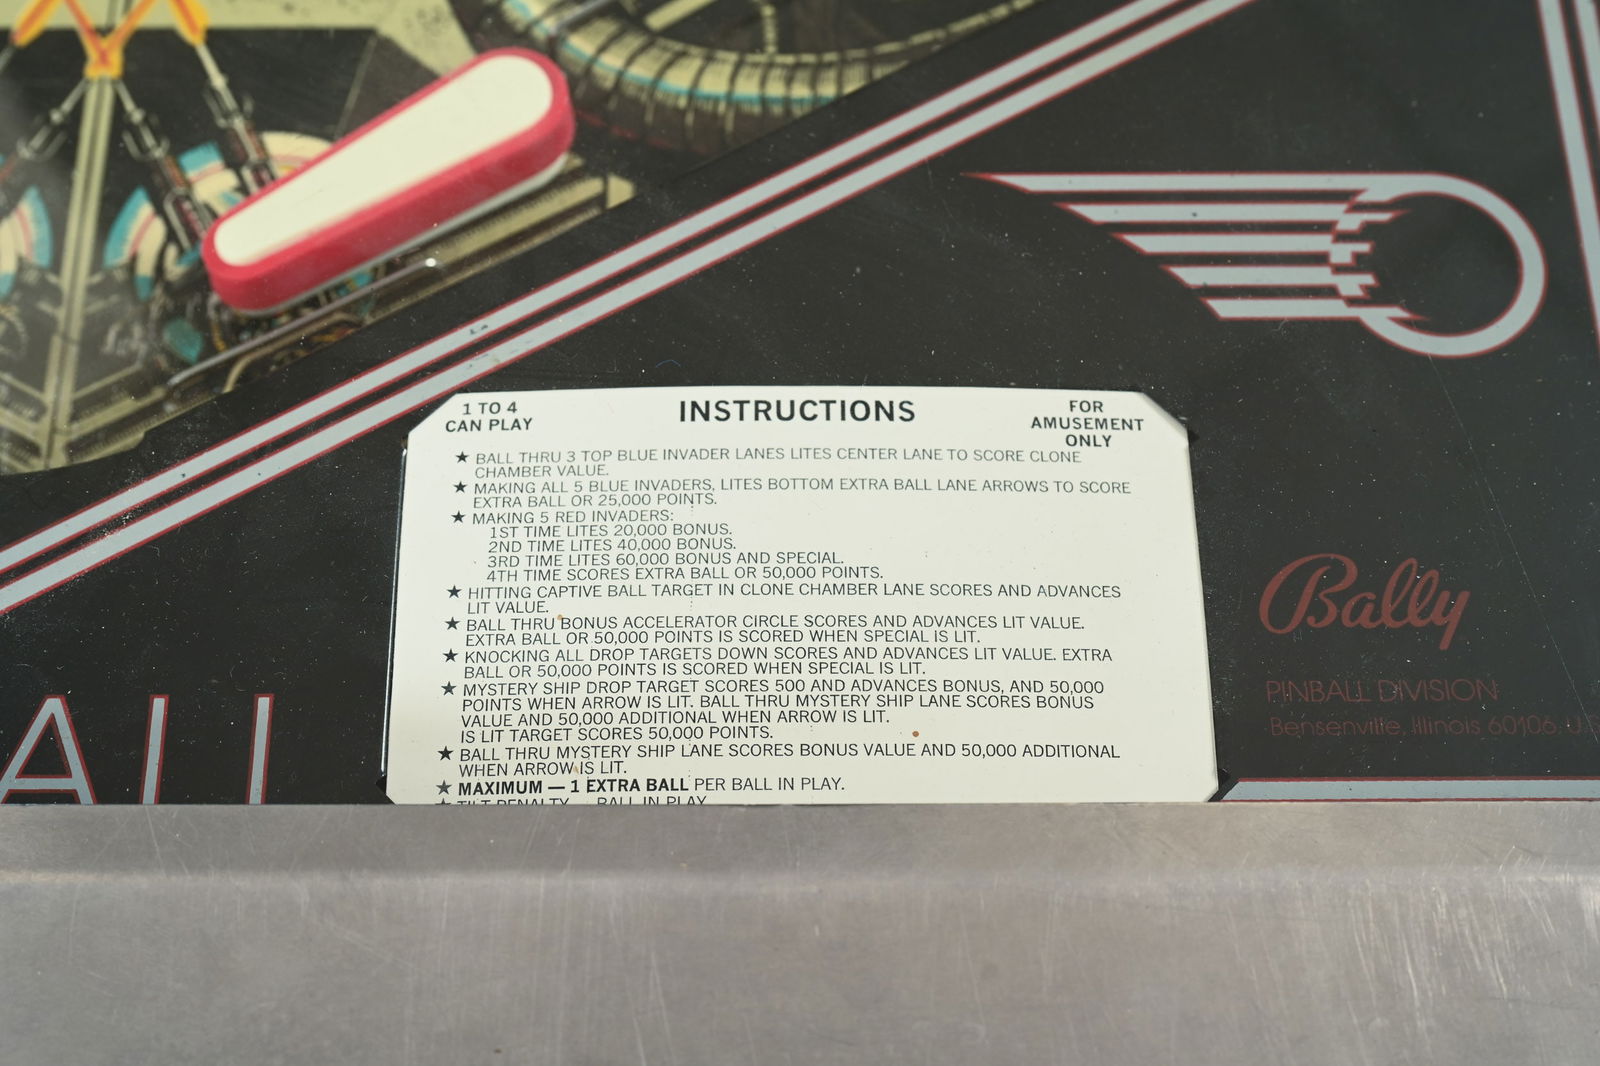 1 TO 4
CAN PLAY
INSTRUCTIONS
FOR
AMUSEMENT
ONLY
★ BALL THRU 3 TOP BLUE INVADER LANES LITES CENTER LANE TO SCORE CLONE
CHAMBER VALUE.
★ MAKING ALL 5 BLUE INVADERS, LITES BOTTOM EXTRA BALL LANE ARROWS TO SCORE
EXTRA BALL OR 25,000 POINTS.
★ MAKING 5 RED INVADERS:
1ST TIME LITES 20,000 BONUS.
2ND TIME LITES 40,000 BONUS.
3RD TIME LITES 60,000 BONUS AND SPECIAL.
4TH TIME SCORES EXTRA BALL OR 50,000 POINTS.
★ HITTING CAPTIVE BALL TARGET IN CLONE CHAMBER LANE SCORES AND ADVANCES
LIT VALUE.
★ BALL THRU BONUS ACCELERATOR CIRCLE SCORES AND ADVANCES LIT VALUE.
EXTRA BALL OR 50,000 POINTS IS SCORED WHEN SPECIAL IS LIT.
★ KNOCKING ALL DROP TARGETS DOWN SCORES AND ADVANCES LIT VALUE. EXTRA
BALL OR 50,000 POINTS IS SCORED WHEN SPECIAL IS LIT.
★ MYSTERY SHIP DROP TARGET SCORES 500 AND ADVANCES BONUS, AND 50,000
POINTS WHEN ARROW IS LIT. BALL THRU MYSTERY SHIP LANE SCORES BONUS
VALUE AND 50,000 ADDITIONAL WHEN ARROW IS LIT.
IS LIT TARGET SCORES 50,000 POINTS.
★ BALL THRU MYSTERY SHIP LANE SCORES BONUS VALUE AND 50,000 ADDITIONAL
WHEN ARROW IS LIT.
★ MAXIMUM — 1 EXTRA BALL PER BALL IN PLAY.
★ TILT PENALTY — BALL IN PLAY
Bally
PINBALL DIVISION
Bensenville, Illinois 60106, U.S